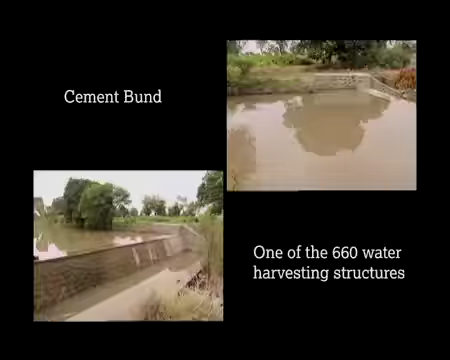 Cement Bund
One of the 660 water
harvesting structures